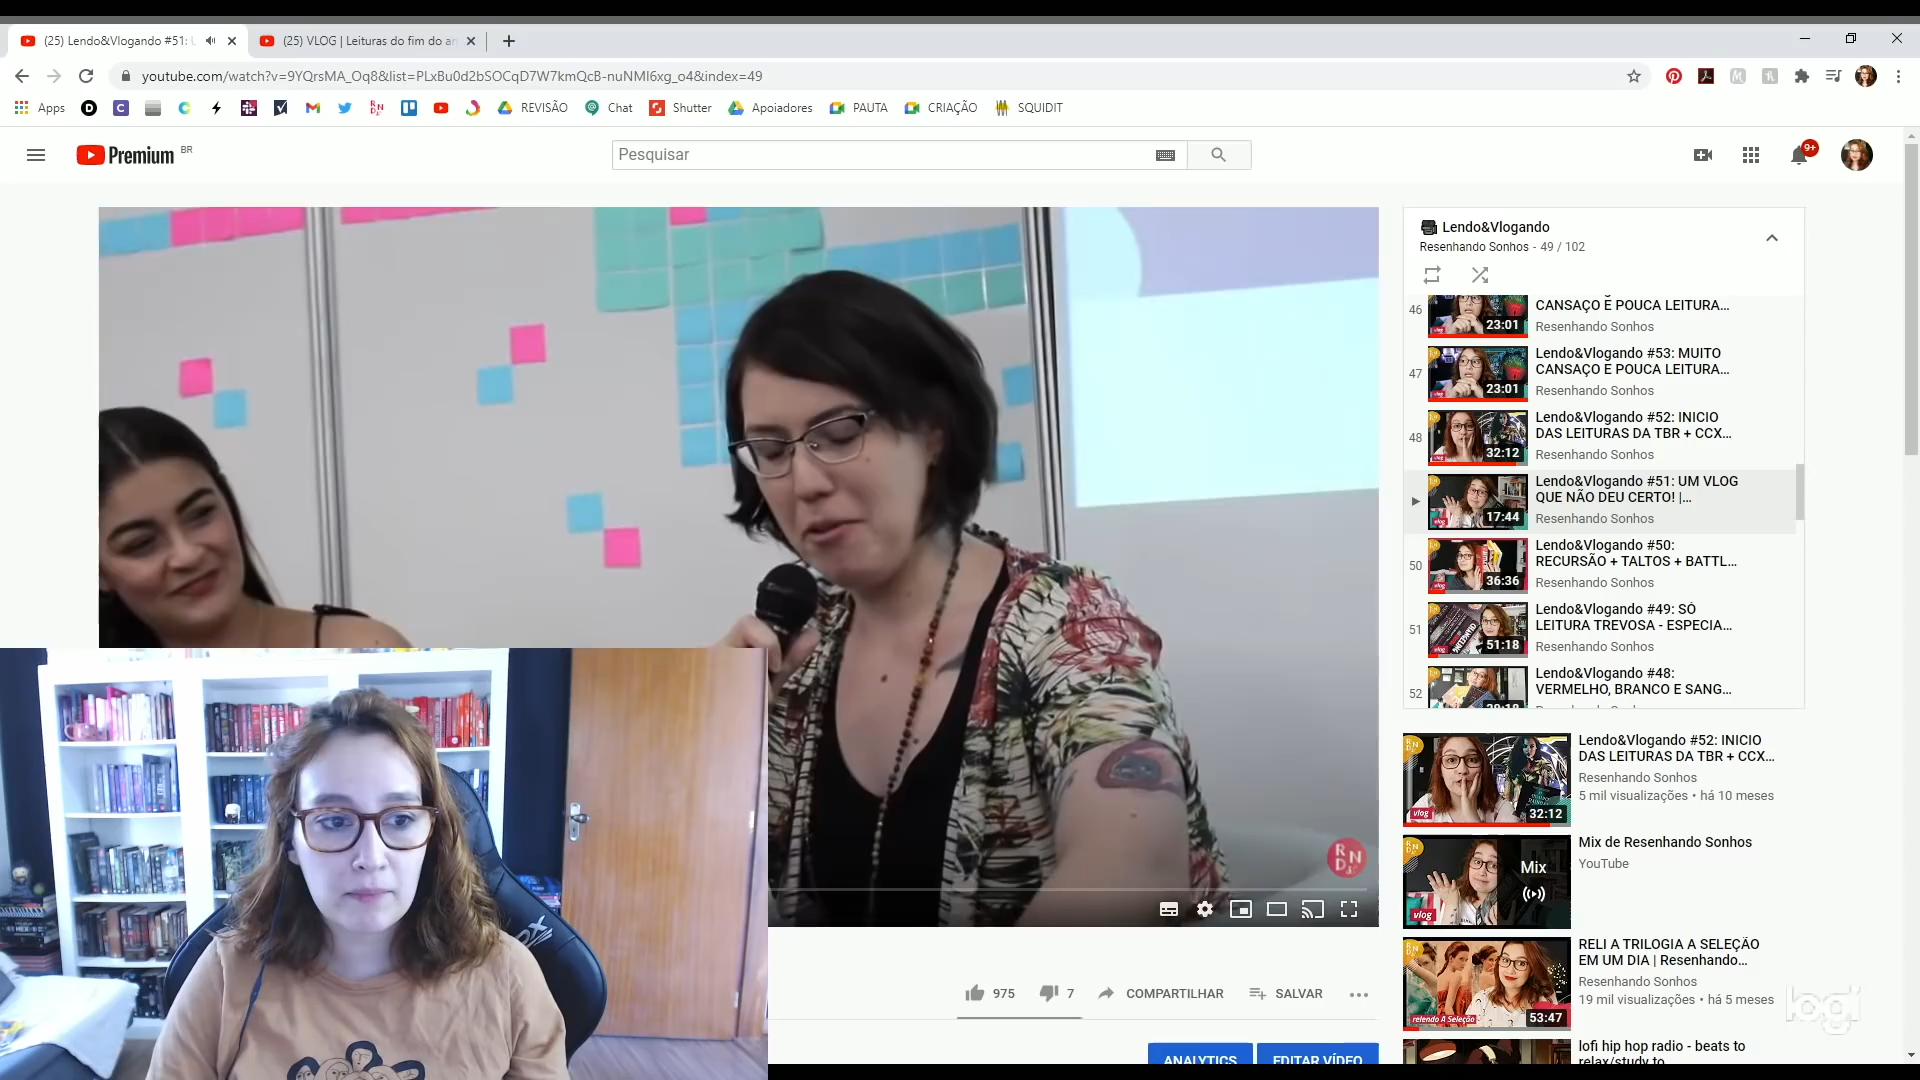 (25) Lendo&Vlogando #51: U
(25) VLOG | Leituras do fim do an
youtube.com/watch?v=9YQrsMA_Oq8&list=PLxBu0d2bSOCqD7W7kmQcB-nuNMI6xg_o4&index=49
Apps
REVISÃO
Chat
Shutter
Apoiadores
PAUTA
CRIAÇÃO
SQUIDIT
Premium BR
Pesquisar
9+
Lendo&Vlogando
Resenhando Sonhos - 49 / 102
46
CANSAÇO E POUCA LEITURA...
23:01
Resenhando Sonhos
47
Lendo&Vlogando #53: MUITO
CANSAÇO E POUCA LEITURA...
23:01
Resenhando Sonhos
48
Lendo&Vlogando #52: INICIO
DAS LEITURAS DA TBR + CCX...
32:12
Resenhando Sonhos
Lendo&Vlogando #51: UM VLOG
QUE NÃO DEU CERTO! |...
17:44
Resenhando Sonhos
50
Lendo&Vlogando #50:
RECURSÃO + TALTOS + BATTL...
36:36
Resenhando Sonhos
51
Lendo&Vlogando #49: SÓ
LEITURA TREVOSA - ESPECIA...
51:18
Resenhando Sonhos
52
Lendo&Vlogando #48:
VERMELHO, BRANCO E SANG...
Lendo&Vlogando #52: INICIO
DAS LEITURAS DA TBR + CCX...
Resenhando Sonhos
5 mil visualizações • há 10 meses
vlog
32:12
Mix de Resenhando Sonhos
YouTube
Mix
vlog
RELI A TRILOGIA A SELEÇÃO
EM UM DIA | Resenhando...
Resenhando Sonhos
19 mil visualizações • há 5 meses
relendo A Seleção
53:47
lofi hip hop radio - beats to
relax/study to
RN
D
975
7
COMPARTILHAR
SALVAR
ANALYTICS
EDITAR VÍDEO
logi